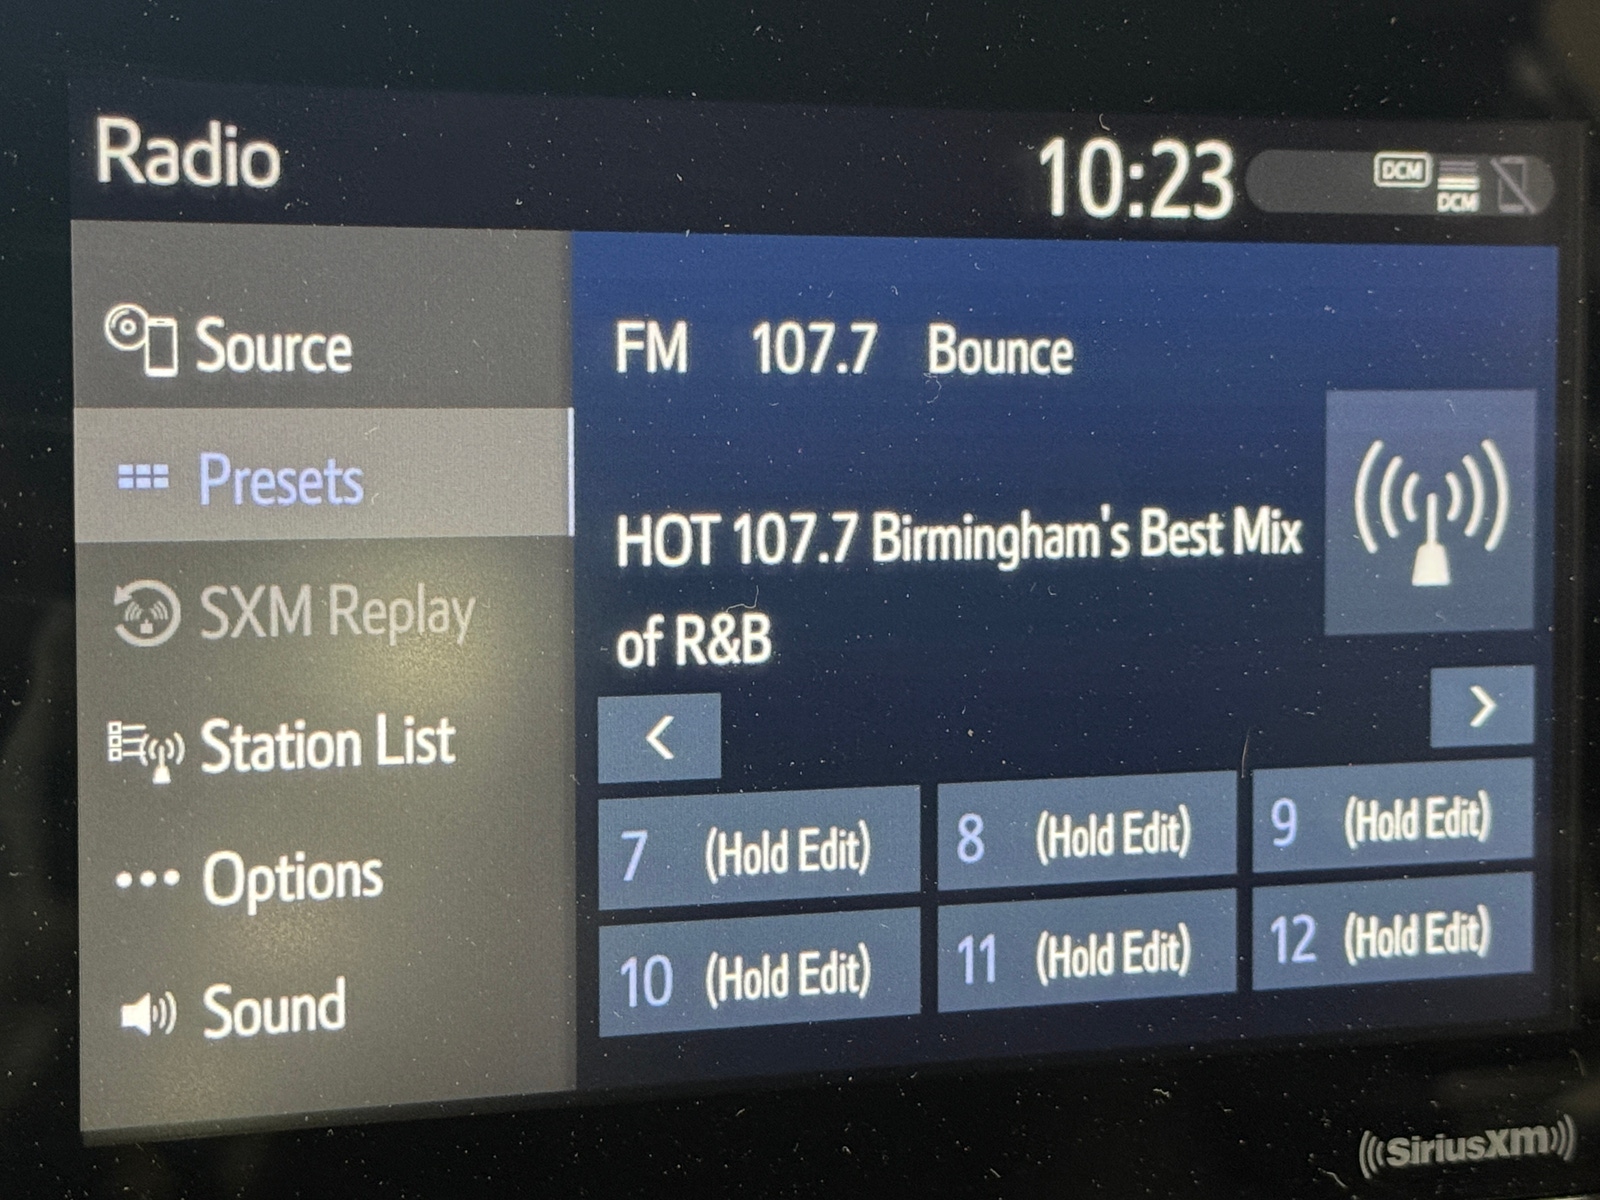 Radio
10:23
DCM
DCM
Source
Presets
SXM Replay
Station List
Options
Sound
FM 107.7 Bounce
HOT 107.7 Birmingham's Best Mix
of R&B
<
>
7 (Hold Edit)
8 (Hold Edit)
9 (Hold Edit)
10 (Hold Edit)
11 (Hold Edit)
12 (Hold Edit)
((SiriusXM))